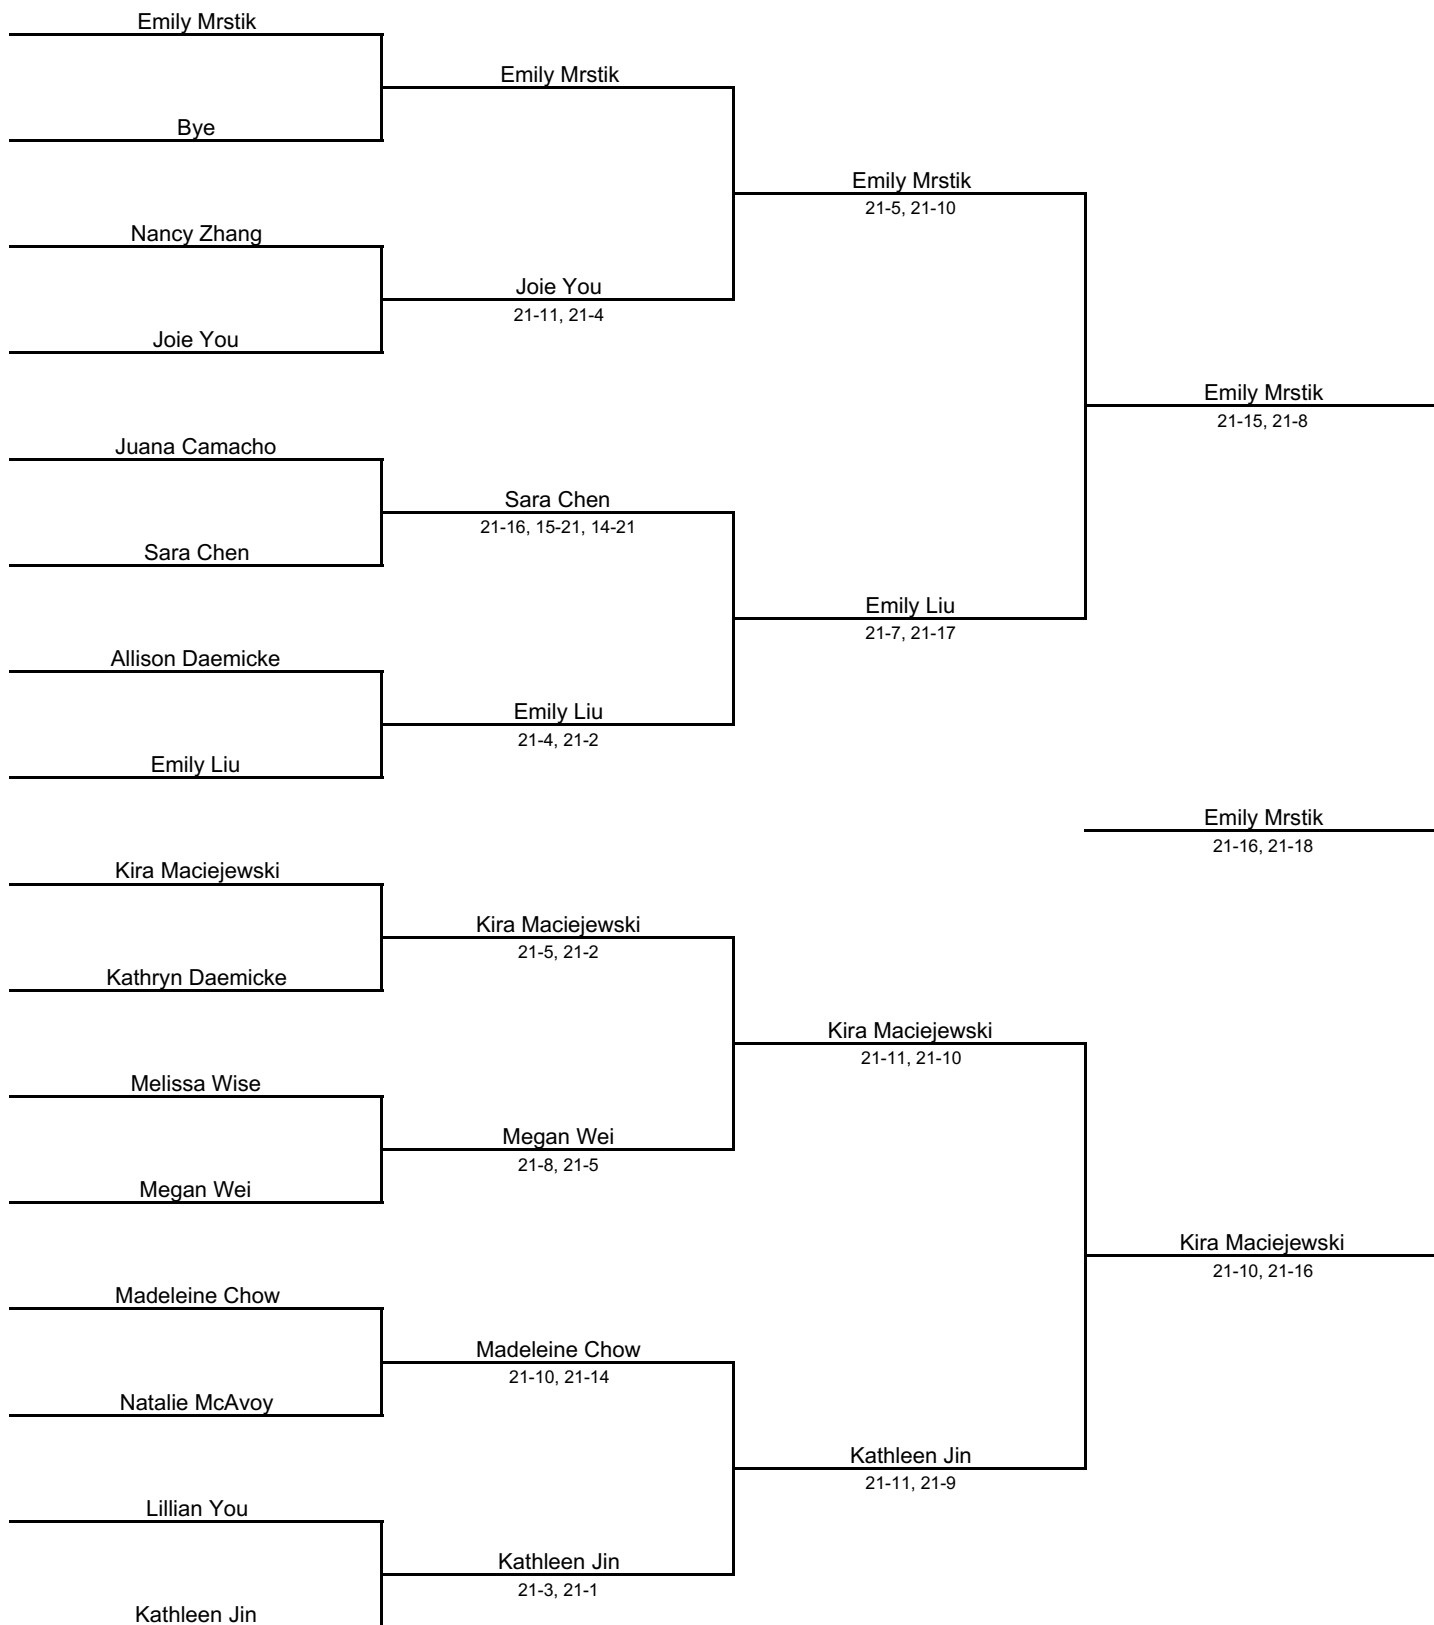 Emily Mrstik
Emily Mrstik
Bye
Emily Mrstik
21-5, 21-10
Nancy Zhang
Joie You
21-11, 21-4
Joie You
Emily Mrstik
21-15, 21-8
Juana Camacho
Sara Chen
21-16, 15-21, 14-21
Sara Chen
Emily Liu
21-7, 21-17
Allison Daemicke
Emily Liu
21-4, 21-2
Emily Liu
Emily Mrstik
21-16, 21-18
Kira Maciejewski
Kira Maciejewski
21-5, 21-2
Kathryn Daemicke
Kira Maciejewski
21-11, 21-10
Melissa Wise
Megan Wei
21-8, 21-5
Megan Wei
Kira Maciejewski
21-10, 21-16
Madeleine Chow
Madeleine Chow
21-10, 21-14
Natalie McAvoy
Kathleen Jin
21-11, 21-9
Lillian You
Kathleen Jin
21-3, 21-1
Kathleen Jin